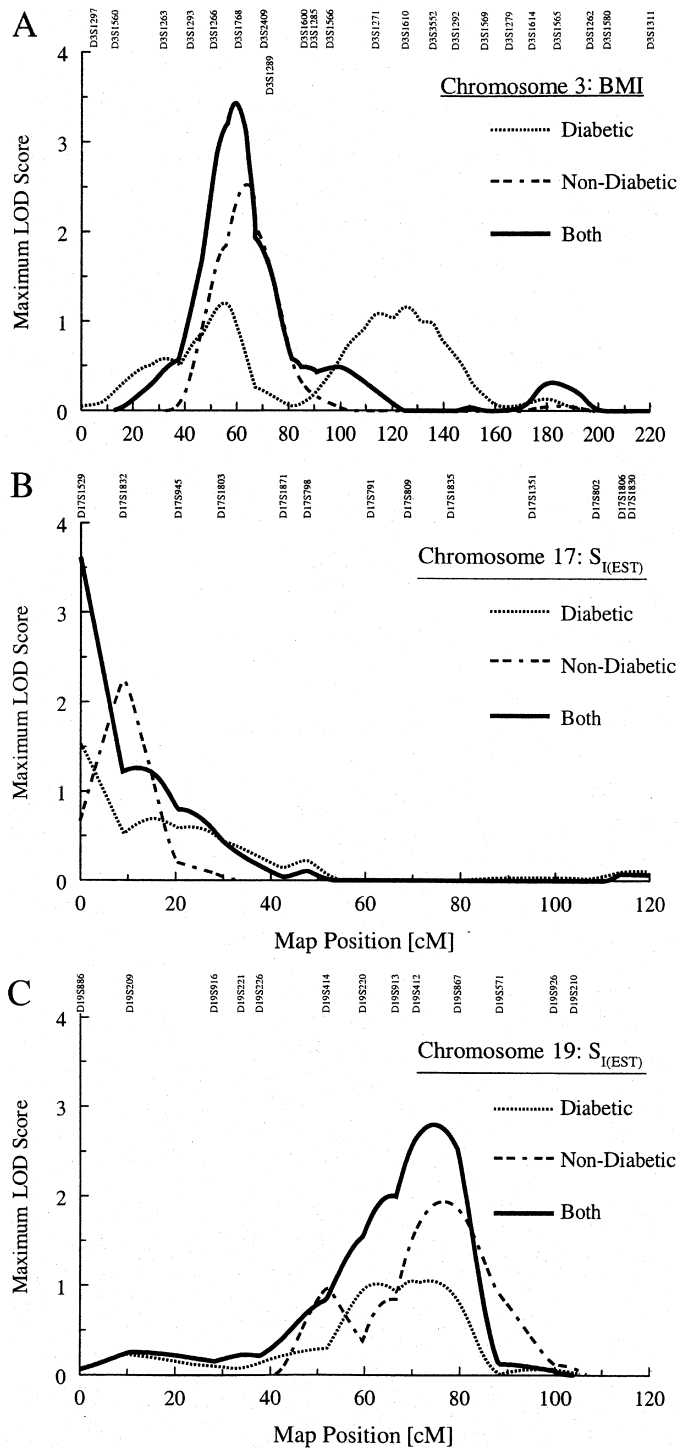 A
D3S1297 D3S1560 D3S1263 D3S1293 D3S1266 D3S1768 D3S2409 D3S1289 D3S1600 D3S1285 D3S1566 D3S1271 D3S1610 D3S3552 D3S1292 D3S1569 D3S1279 D3S1614 D3S1565 D3S1262 D3S1580 D3S1311
Chromosome 3: BMI
Diabetic
Non-Diabetic
Both
Maximum LOD Score
4
3
2
1
0
0 20 40 60 80 100 120 140 160 180 200 220
B
D17S1529 D17S1832 D17S945 D17S1803 D17S1871 D17S798 D17S791 D17S809 D17S1835 D17S1351 D17S802 D17S1806 D17S1830
Chromosome 17: SI(EST)
Diabetic
Non-Diabetic
Both
Maximum LOD Score
4
3
2
1
0
0 20 40 60 80 100 120
Map Position [cM]
C
D19S886 D19S209 D19S916 D19S221 D19S226 D19S414 D19S220 D19S913 D19S412 D19S867 D19S571 D19S926 D19S210
Chromosome 19: SI(EST)
Diabetic
Non-Diabetic
Both
Maximum LOD Score
4
3
2
1
0
0 20 40 60 80 100 120
Map Position [cM]